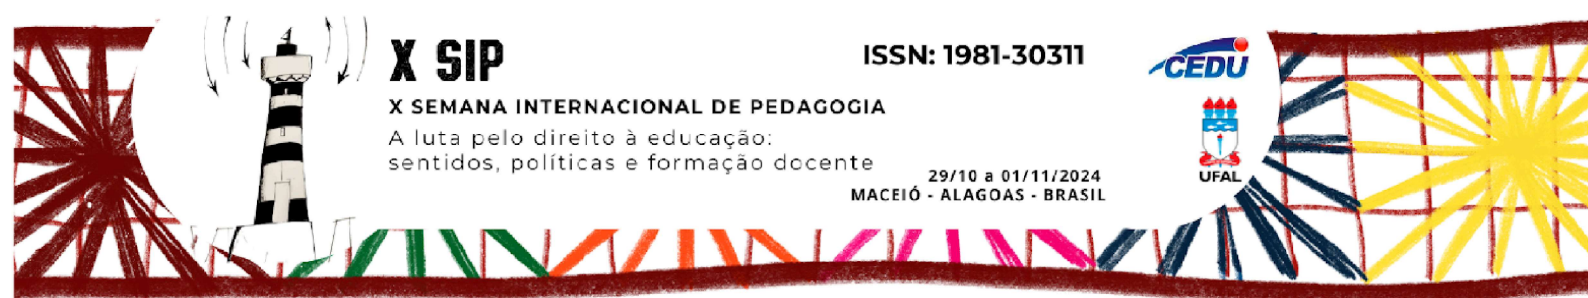 X SIP
X SEMANA INTERNACIONAL DE PEDAGOGIA
A luta pelo direito à educação:
sentidos, políticas e formação docente
ISSN: 1981-30311
29/10 a 01/11/2024
MACEIÓ - ALAGOAS - BRASIL
CEDU
UFAL